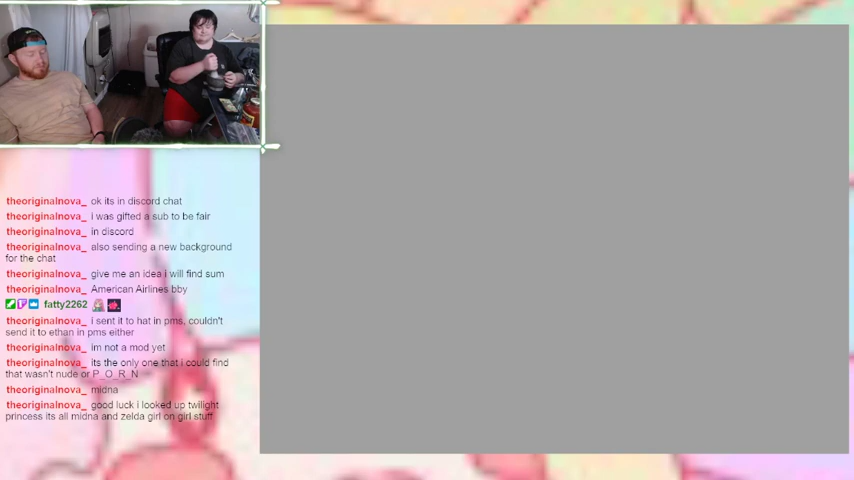 theoriginalnova_ ok its in discord chat
theoriginalnova_ i was gifted a sub to be fair
theoriginalnova_ in discord
theoriginalnova_ also sending a new background
for the chat
theoriginalnova_ give me an idea i will find sum
theoriginalnova_ American Airlines bby
fatty2262
theoriginalnova_ i sent it to hat in pms, couldn't
send it to ethan in pms either
theoriginalnova_ im not a mod yet
theoriginalnova_ its the only one that i could find
that wasn't nude or P_O_R_N
theoriginalnova_ midna
theoriginalnova_ good luck i looked up twilight
princess its all midna and zelda girl on girl stuff